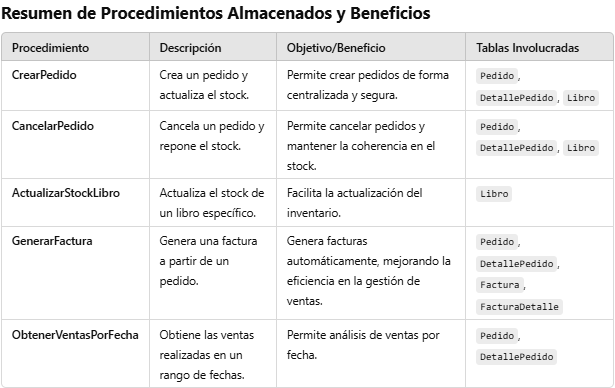 Resumen de Procedimientos Almacenados y Beneficios
Procedimiento Descripción Objetivo/Beneficio Tablas Involucradas
CrearPedido Crea un pedido y actualiza el stock. Permite crear pedidos de forma centralizada y segura. Pedido, DetallePedido, Libro
CancelarPedido Cancela un pedido y repone el stock. Permite cancelar pedidos y mantener la coherencia en el stock. Pedido, DetallePedido, Libro
ActualizarStockLibro Actualiza el stock de un libro específico. Facilita la actualización del inventario. Libro
GenerarFactura Genera una factura a partir de un pedido. Genera facturas automáticamente, mejorando la eficiencia en la gestión de ventas. Pedido, DetallePedido, Factura, FacturaDetalle
ObtenerVentasPorFecha Obtiene las ventas realizadas en un rango de fechas. Permite análisis de ventas por fecha. Pedido, DetallePedido